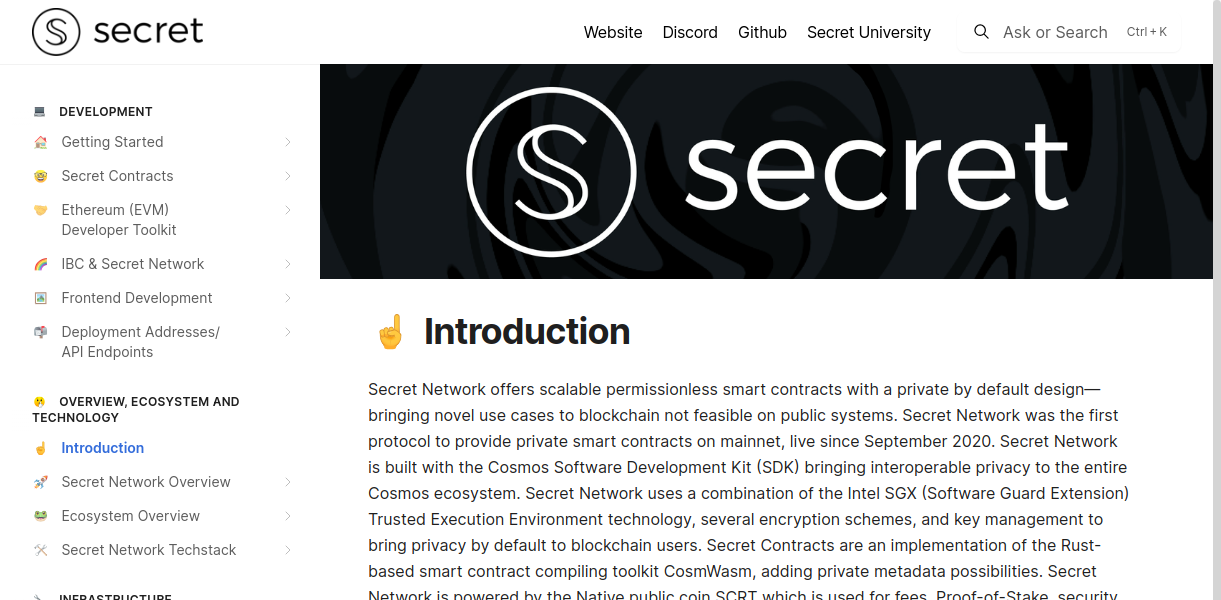 secret
Website Discord Github Secret University Ask or Search Ctrl + K
DEVELOPMENT
Getting Started
Secret Contracts
Ethereum (EVM)
Developer Toolkit
IBC & Secret Network
Frontend Development
Deployment Addresses/
API Endpoints
OVERVIEW, ECOSYSTEM AND
TECHNOLOGY
Introduction
Secret Network Overview
Ecosystem Overview
Secret Network Techstack
INFRASTRUCTURE
secret
Introduction
Secret Network offers scalable permissionless smart contracts with a private by default design—
bringing novel use cases to blockchain not feasible on public systems. Secret Network was the first
protocol to provide private smart contracts on mainnet, live since September 2020. Secret Network
is built with the Cosmos Software Development Kit (SDK) bringing interoperable privacy to the entire
Cosmos ecosystem. Secret Network uses a combination of the Intel SGX (Software Guard Extension)
Trusted Execution Environment technology, several encryption schemes, and key management to
bring privacy by default to blockchain users. Secret Contracts are an implementation of the Rust-
based smart contract compiling toolkit CosmWasm, adding private metadata possibilities. Secret
Network is powered by the Native public coin SCRT which is used for fees, Proof-of-Stake, security